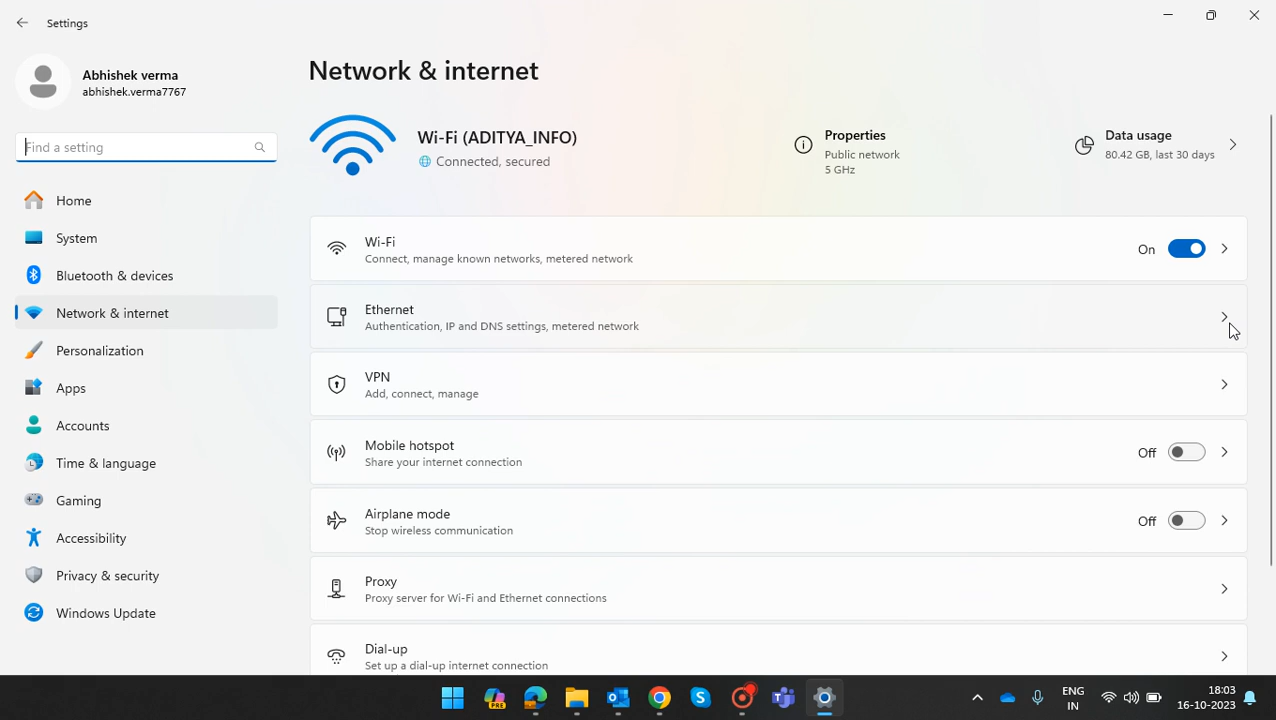 Settings
Abhishek verma
abhishek.verma7767
Find a setting
Home
System
Bluetooth & devices
Network & internet
Personalization
Apps
Accounts
Time & language
Gaming
Accessibility
Privacy & security
Windows Update
Network & internet
Wi-Fi (ADITYA_INFO)
Connected, secured
Properties
Public network
5 GHz
Data usage
80.42 GB, last 30 days
Wi-Fi
Connect, manage known networks, metered network
On
Ethernet
Authentication, IP and DNS settings, metered network
VPN
Add, connect, manage
Mobile hotspot
Share your internet connection
Off
Airplane mode
Stop wireless communication
Off
Proxy
Proxy server for Wi-Fi and Ethernet connections
Dial-up
Set up a dial-up internet connection
PRE
ENG
IN
18:03
16-10-2023